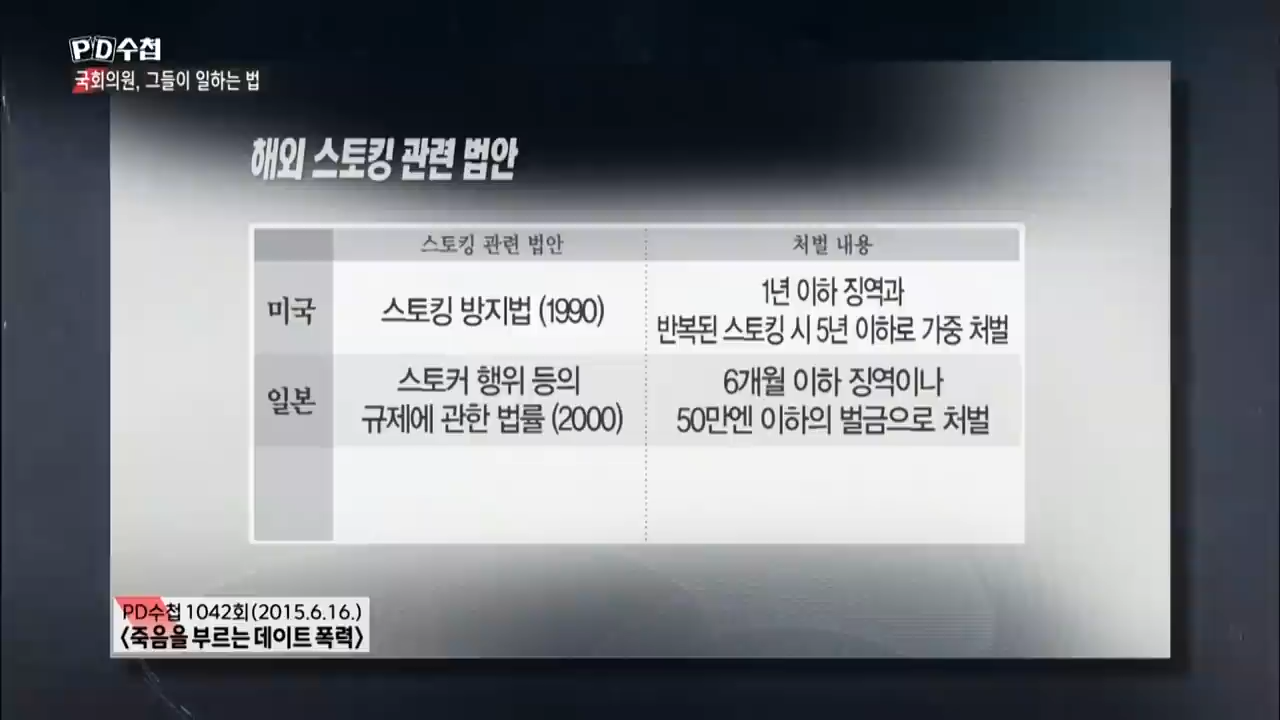 PD수첩
국회의원, 그들이 일하는 법
해외 스토킹 관련 법안
스토킹 관련 법안
처벌 내용
미국
스토킹 방지법 (1990)
1년 이하 징역과
반복된 스토킹 시 5년 이하로 가중 처벌
일본
스토커 행위 등의
규제에 관한 법률 (2000)
6개월 이하 징역이나
50만엔 이하의 벌금으로 처벌
PD수첩 1042회(2015.6.16.)
<죽음을 부르는 데이트 폭력>